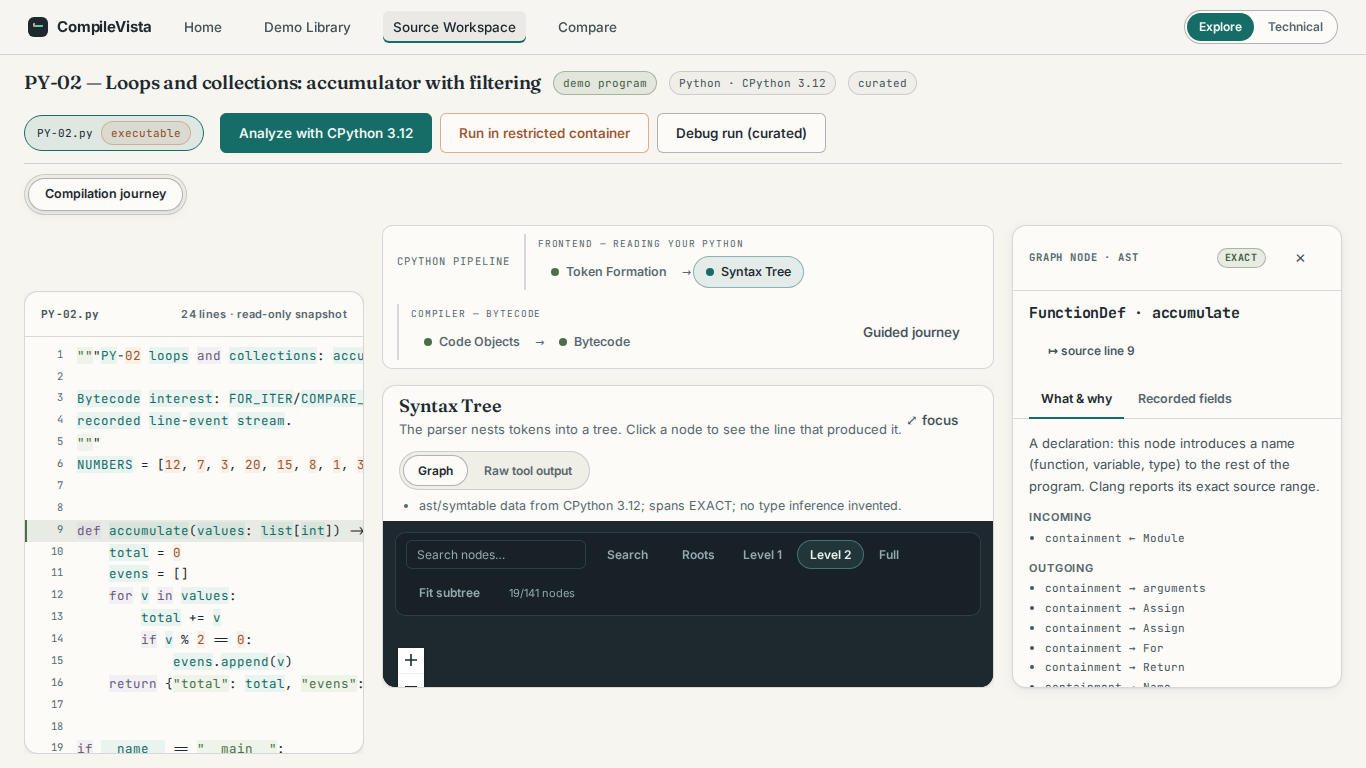 CompileVista Home Demo Library Source Workspace Compare Explore Technical
PY-02 — Loops and collections: accumulator with filtering demo program Python · CPython 3.12 curated
PY-02.py executable Analyze with CPython 3.12 Run in restricted container Debug run (curated)
Compilation journey
PY-02.py 24 lines · read-only snapshot
1 """PY-02 loops and collections: accu
2
3 Bytecode interest: FOR_ITER/COMPARE_
4 recorded line-event stream.
5 """
6 NUMBERS = [12, 7, 3, 20, 15, 8, 1, 3
7
8
9 def accumulate(values: list[int]) →
10 total = 0
11 evens = []
12 for v in values:
13 total += v
14 if v % 2 == 0:
15 evens.append(v)
16 return {"total": total, "evens":
17
18
19 if __name__ == "__main__":
CPYTHON PIPELINE
FRONTEND — READING YOUR PYTHON
Token Formation → Syntax Tree
COMPILER — BYTECODE
Code Objects → Bytecode
Guided journey
Syntax Tree
The parser nests tokens into a tree. Click a node to see the line that produced it.
⤢ focus
Graph Raw tool output
• ast/symtable data from CPython 3.12; spans EXACT; no type inference invented.
Search nodes... Search Roots Level 1 Level 2 Full
Fit subtree 19/141 nodes
+
GRAPH NODE · AST EXACT ×
FunctionDef · accumulate
↦ source line 9
What & why Recorded fields
A declaration: this node introduces a name
(function, variable, type) to the rest of the
program. Clang reports its exact source range.
INCOMING
• containment ← Module
OUTGOING
• containment → arguments
• containment → Assign
• containment → Assign
• containment → For
• containment → Return
• containment → Name